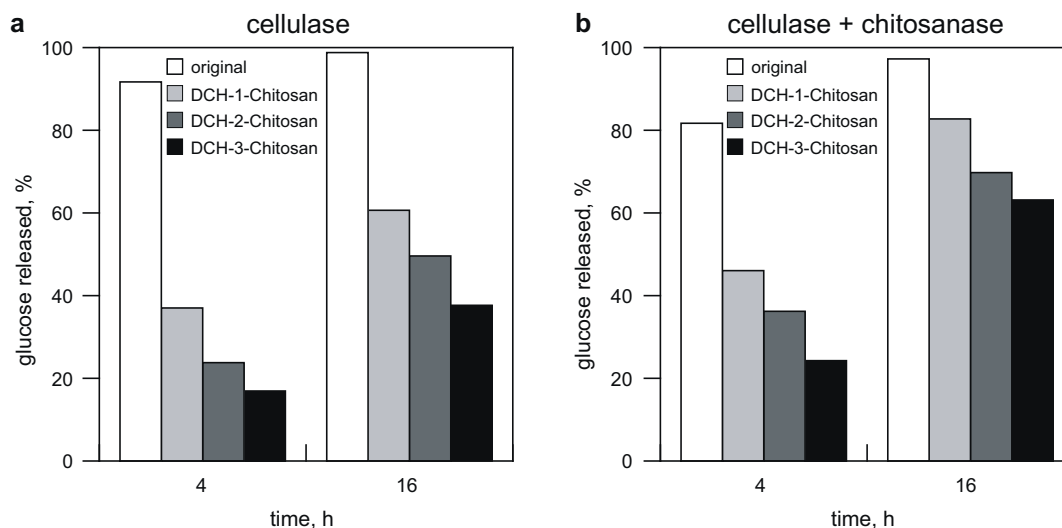 a
cellulase
100
80
60
40
20
0
glucose released, %
original
DCH-1-Chitosan
DCH-2-Chitosan
DCH-3-Chitosan
4
16
time, h
b
cellulase + chitosanase
100
80
60
40
20
0
glucose released, %
original
DCH-1-Chitosan
DCH-2-Chitosan
DCH-3-Chitosan
4
16
time, h